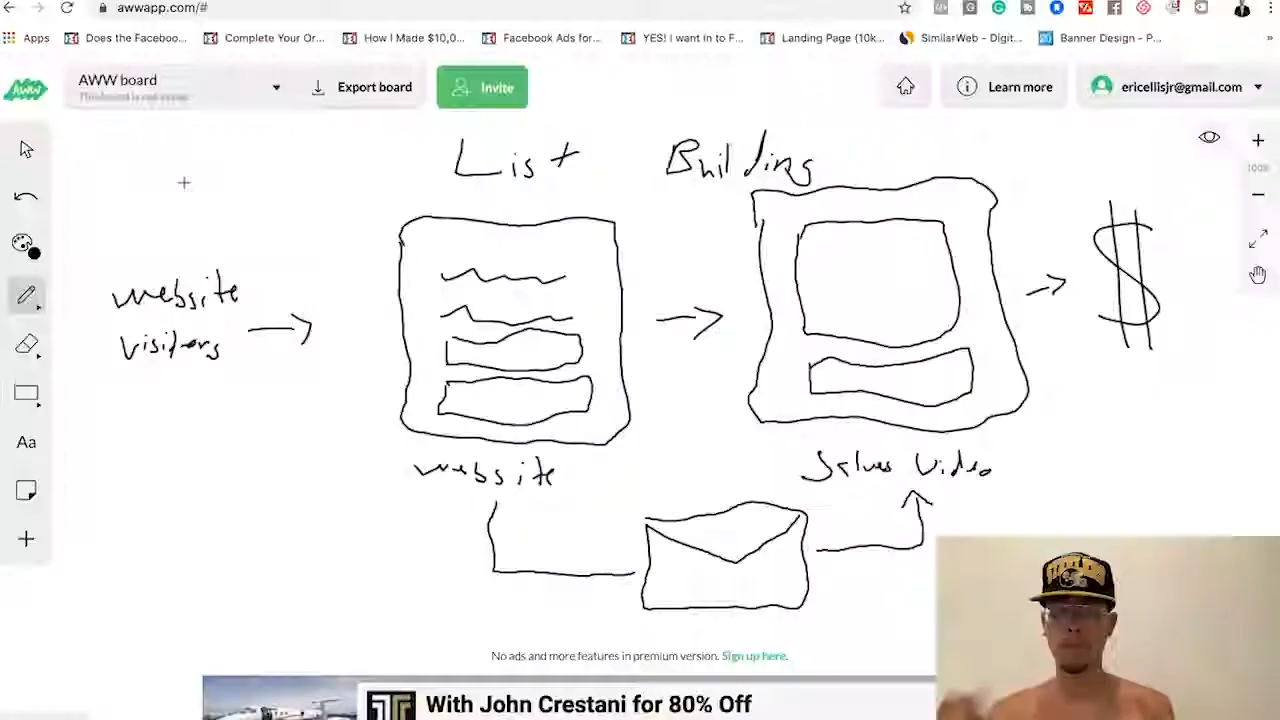 awwapp.com/#
Apps
Does the Faceboo...
Complete Your Or...
How I Made $10,0...
Facebook Ads for...
YES! I want in to F...
Landing Page (10k...
SimilarWeb - Digit...
Banner Design - P...
»
AWW
AWW board
Export board
Invite
Learn more
ericellisjr@gmail.com
100%
List Building
website
visitors
$
website
Sales Video
Aa
STEELERS
No ads and more features in premium version. Sign up here.
With John Crestani for 80% Off